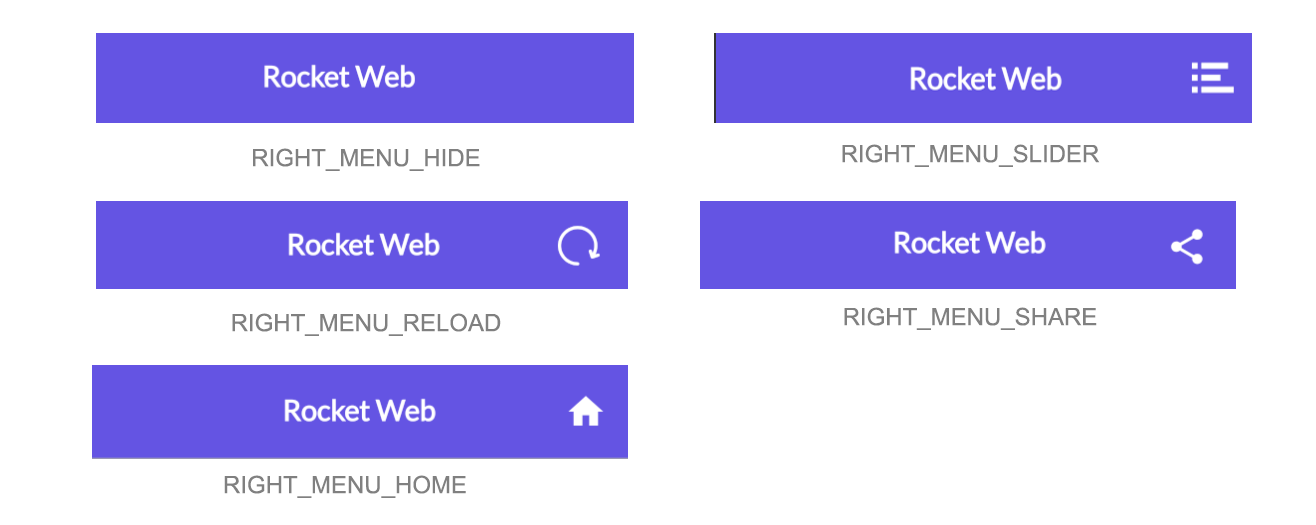 Rocket Web
RIGHT_MENU_HIDE
Rocket Web
RIGHT_MENU_SLIDER
Rocket Web
RIGHT_MENU_RELOAD
Rocket Web
RIGHT_MENU_SHARE
Rocket Web
RIGHT_MENU_HOME